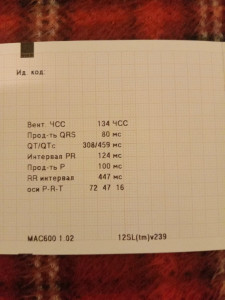 Ид. код:
Вент. ЧСС 134 ЧСС
Прод-ть QRS 80 мс
QT/QTc 308/459 мс
Интервал PR 124 мс
Прод-ть P 100 мс
RR интервал 447 мс
оси P-R-T 72 47 16
MAC600 1.02 12SL(tm)v239